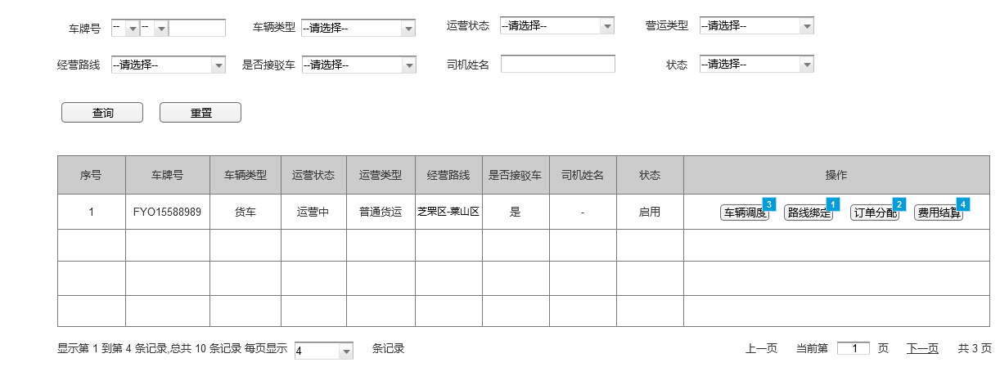 车牌号 -- -- 车辆类型 --请选择-- 运营状态 --请选择-- 营运类型 --请选择--
经营路线 --请选择-- 是否接驳车 --请选择-- 司机姓名 状态 --请选择--
查询 重置
序号 车牌号 车辆类型 运营状态 运营类型 经营路线 是否接驳车 司机姓名 状态 操作
1 FYO15588989 货车 运营中 普通货运 芝罘区-莱山区 是 - 启用 车辆调度 3 路线绑定 1 订单分配 2 费用结算 4
显示第 1 到第 4 条记录,总共 10 条记录 每页显示 4 条记录 上一页 当前第 1 页 下一页 共 3 页